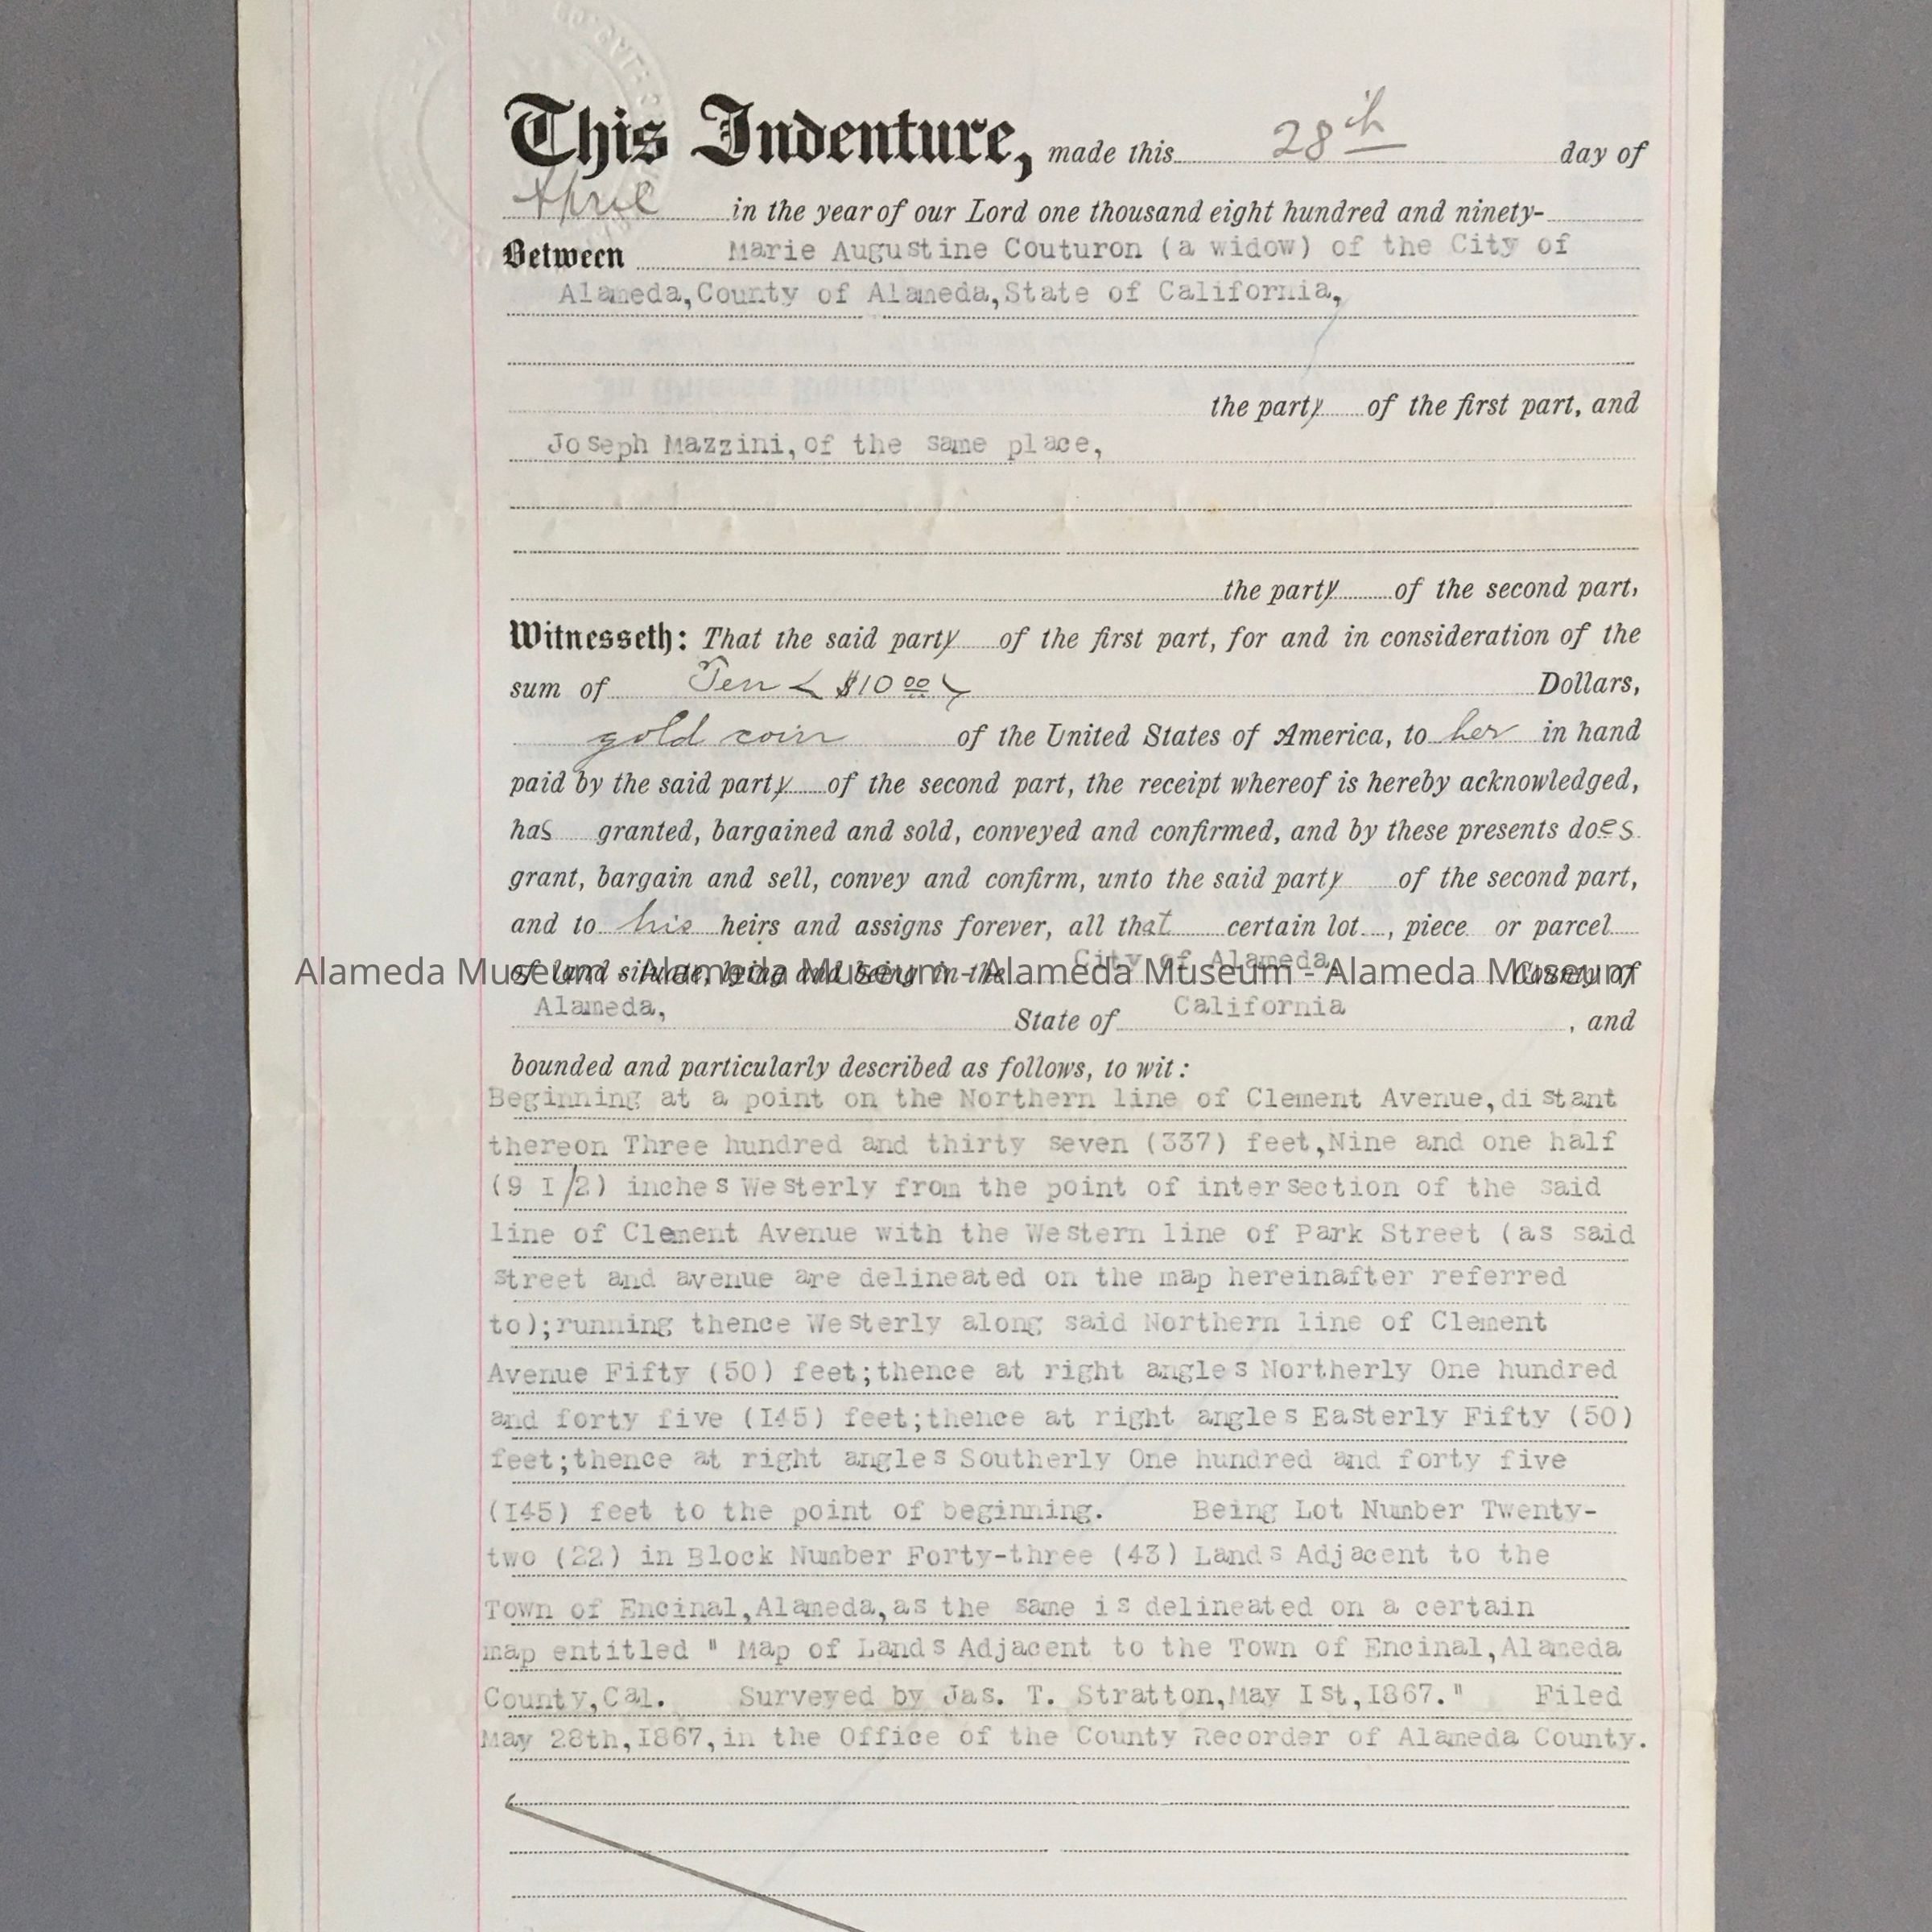 This Indenture, made this 28th day of
April in the year of our Lord one thousand eight hundred and ninety-
Between Marie Augustine Couturon (a widow) of the City of
Alameda,County of Alameda,State of California,
the party of the first part, and
Joseph Mazzini,of the same place,
the party of the second part,
Witnesseth: That the said party of the first part, for and in consideration of the
sum of Ten ($10 00) Dollars,
gold coin of the United States of America, to her in hand
paid by the said party of the second part, the receipt whereof is hereby acknowledged,
has granted, bargained and sold, conveyed and confirmed, and by these presents does
grant, bargain and sell, convey and confirm, unto the said party of the second part,
and to his heirs and assigns forever, all that certain lot , piece or parcel
of land situate, lying and being in the City of Alameda, County of
Alameda Museum - Alameda Museum - Alameda Museum - Alameda Museum
Alameda, State of California , and
bounded and particularly described as follows, to wit:
Beginning at a point on the Northern line of Clement Avenue,distant
thereon Three hundred and thirty seven (337) feet,Nine and one half
(9 I/2) inches Westerly from the point of intersection of the said
line of Clement Avenue with the Western line of Park Street (as said
street and avenue are delineated on the map hereinafter referred
to);running thence Westerly along said Northern line of Clement
Avenue Fifty (50) feet;thence at right angles Northerly One hundred
and forty five (I45) feet;thence at right angles Easterly Fifty (50)
feet;thence at right angles Southerly One hundred and forty five
(I45) feet to the point of beginning. Being Lot Number Twenty-
two (22) in Block Number Forty-three (43) Lands Adjacent to the
Town of Encinal,Alameda,as the same is delineated on a certain
map entitled " Map of Lands Adjacent to the Town of Encinal,Alameda
County,Cal. Surveyed by Jas. T. Stratton,May Ist,I867." Filed
May 28th,I867,in the Office of the County Recorder of Alameda County.